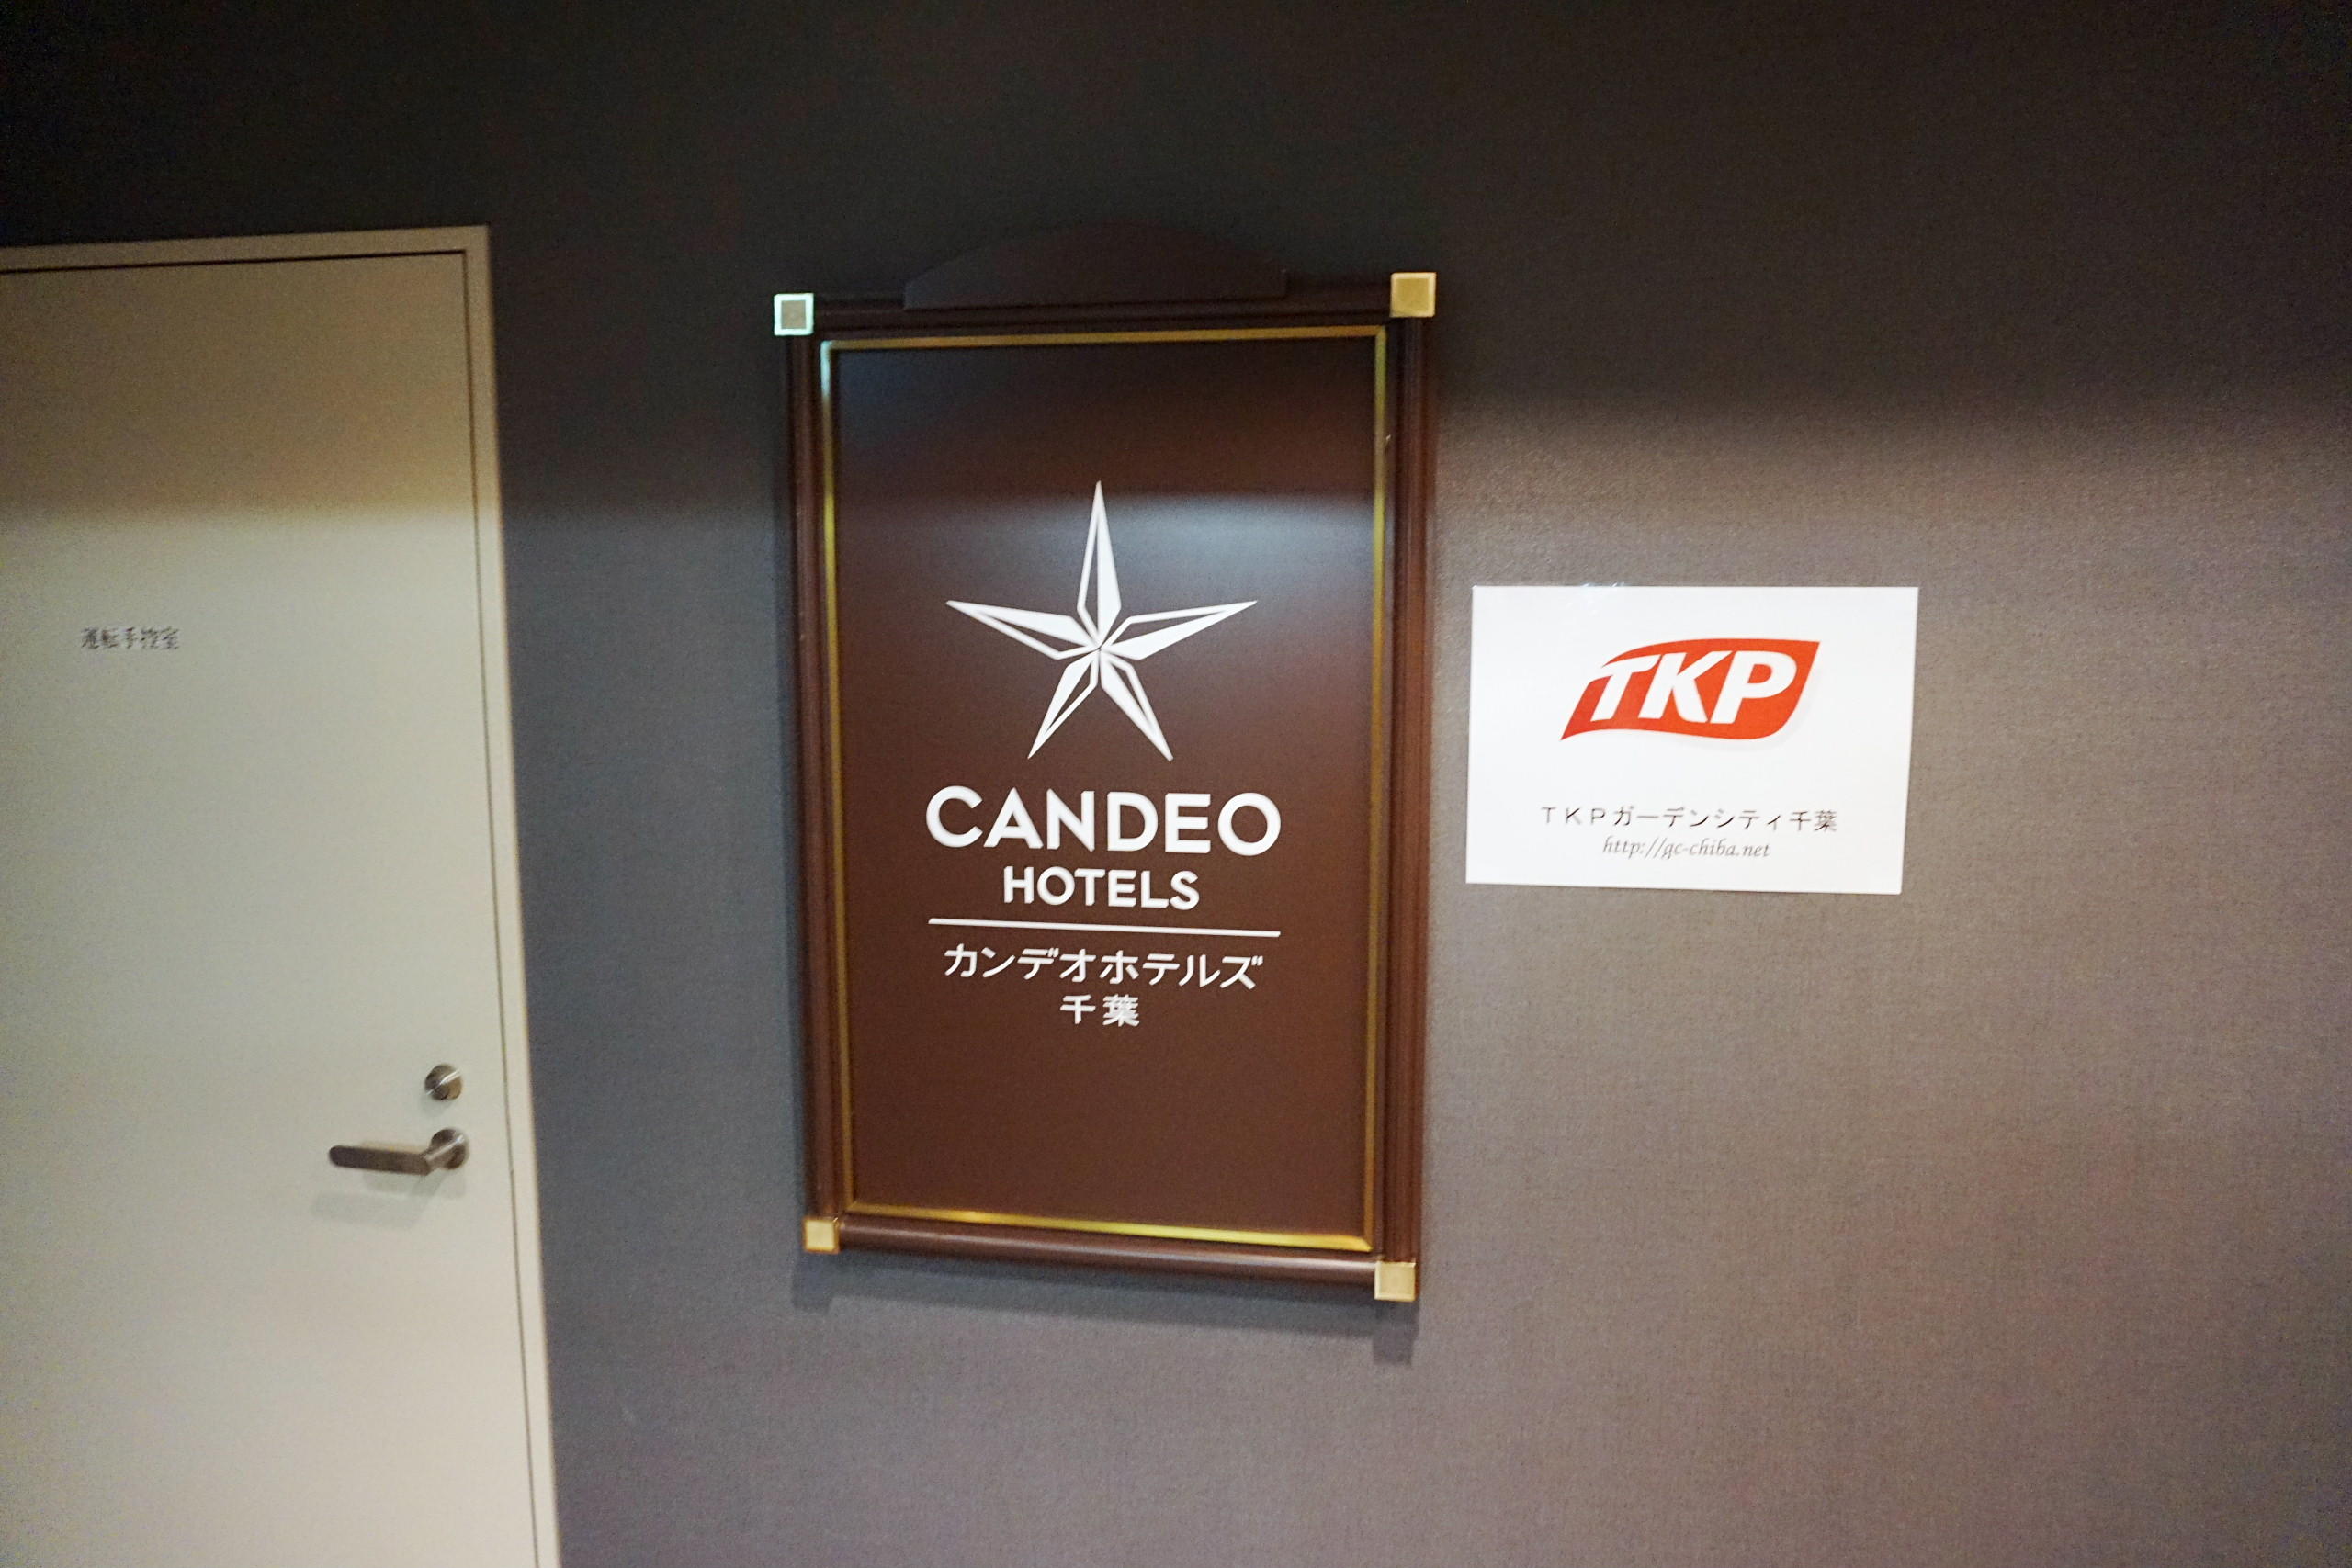 運転手控室
CANDEO
HOTELS
カンデオホテルズ
千葉
TKP
TKPガーデンシティ千葉
http://gc-chiba.net